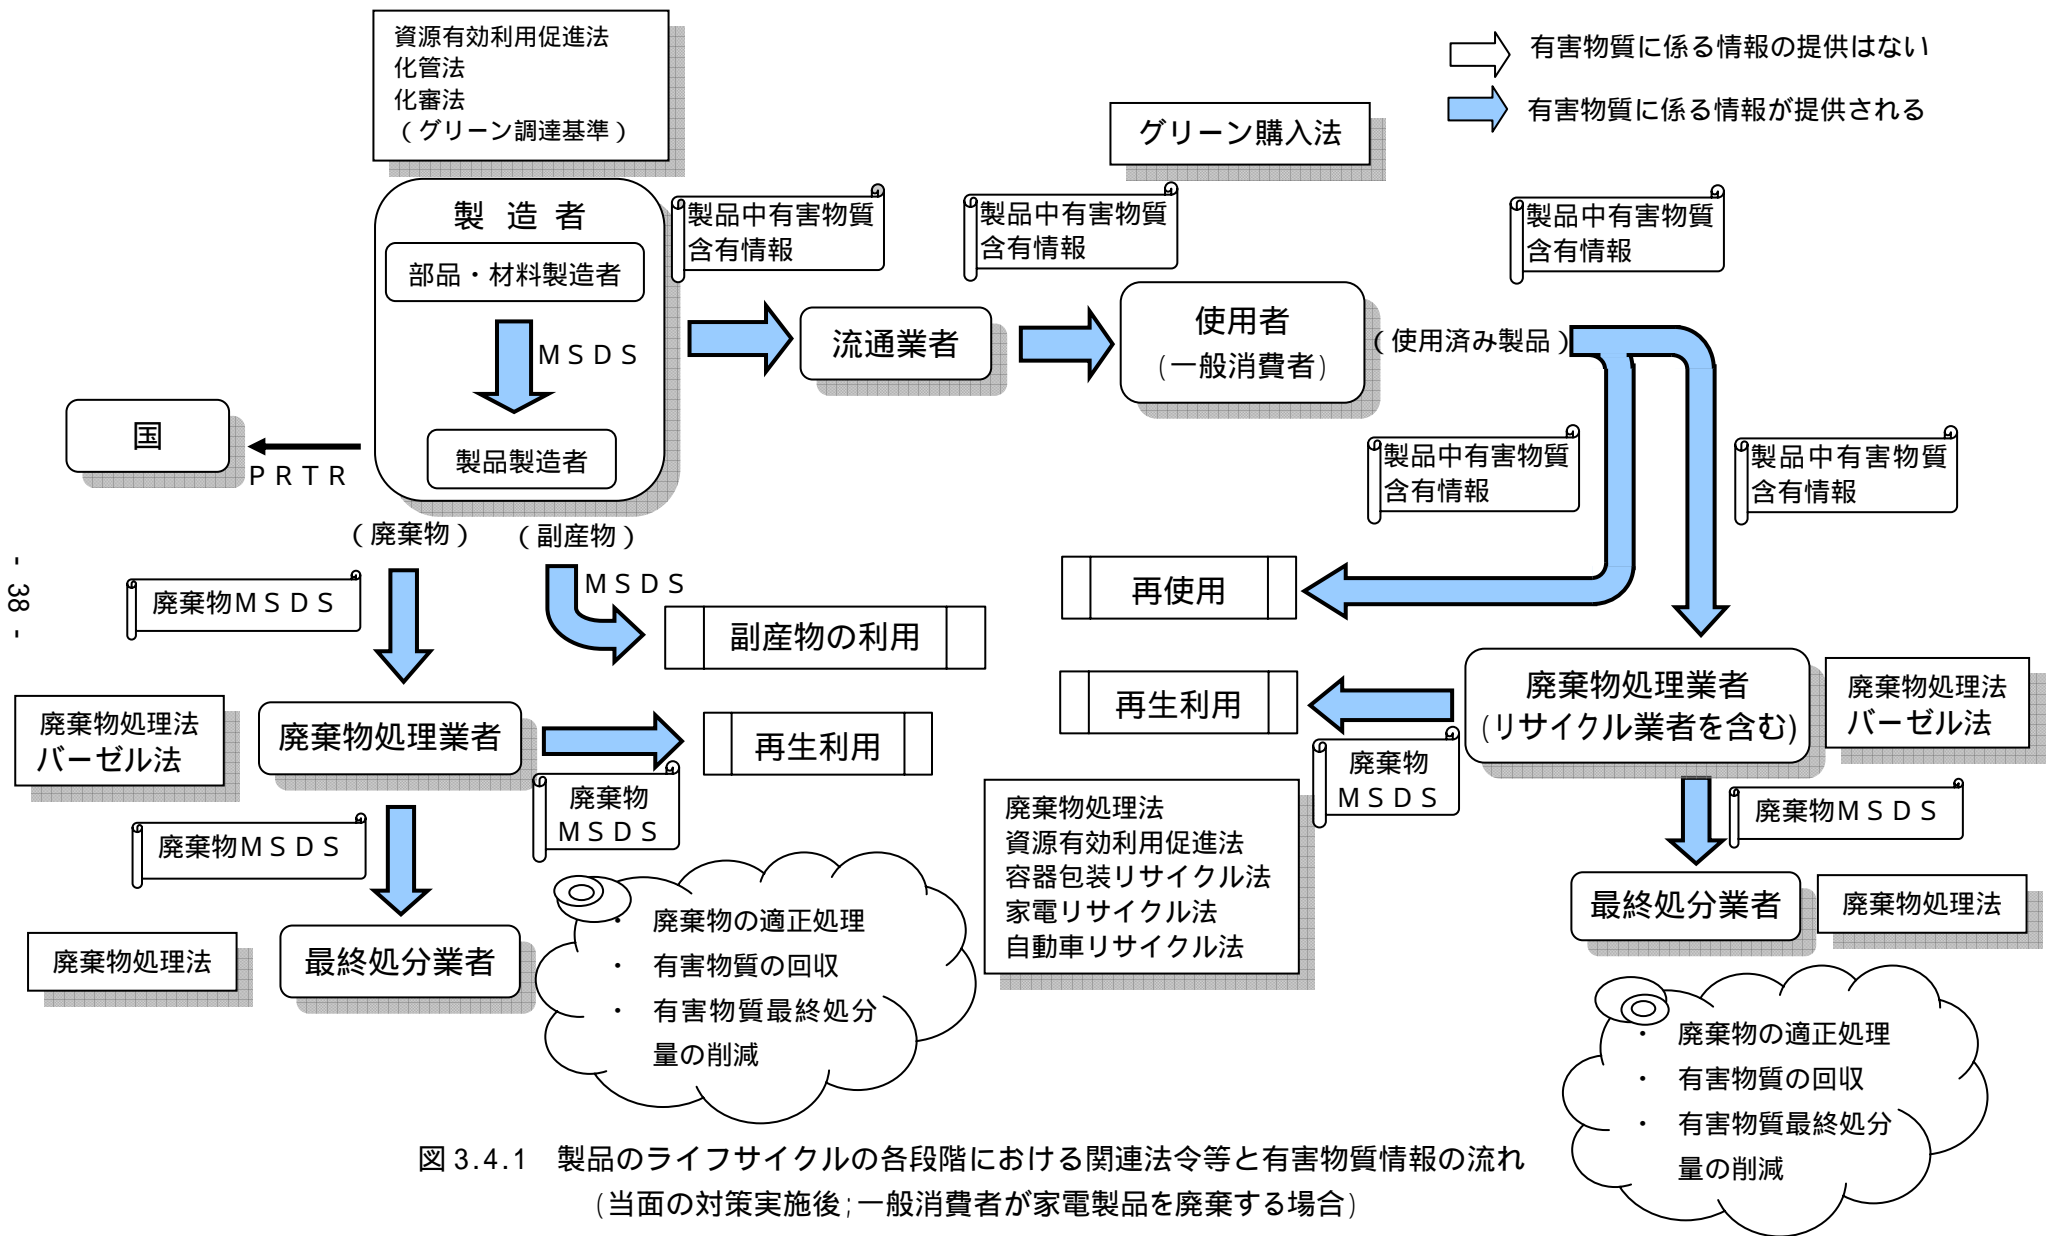 資源有効利用促進法
化管法
化審法
（グリーン調達基準）
有害物質に係る情報の提供はない
有害物質に係る情報が提供される
グリーン購入法
製 造 者
部品・材料製造者
ＭＳＤＳ
製品製造者
製品中有害物質
含有情報
製品中有害物質
含有情報
製品中有害物質
含有情報
流通業者
使用者
(一般消費者)
（使用済み製品）
国
ＰＲＴＲ
製品中有害物質
含有情報
製品中有害物質
含有情報
（廃棄物）
（副産物）
廃棄物ＭＳＤＳ
ＭＳＤＳ
副産物の利用
再使用
廃棄物処理法
バーゼル法
廃棄物処理業者
再生利用
再生利用
廃棄物処理業者
(リサイクル業者を含む)
廃棄物処理法
バーゼル法
廃棄物
ＭＳＤＳ
廃棄物
ＭＳＤＳ
廃棄物ＭＳＤＳ
廃棄物ＭＳＤＳ
廃棄物処理法
資源有効利用促進法
容器包装リサイクル法
家電リサイクル法
自動車リサイクル法
廃棄物処理法
最終処分業者
最終処分業者
廃棄物処理法
・ 廃棄物の適正処理
・ 有害物質の回収
・ 有害物質最終処分
量の削減
・ 廃棄物の適正処理
・ 有害物質の回収
・ 有害物質最終処分
量の削減
図 3.4.1　製品のライフサイクルの各段階における関連法令等と有害物質情報の流れ
(当面の対策実施後;一般消費者が家電製品を廃棄する場合)
- 38 -